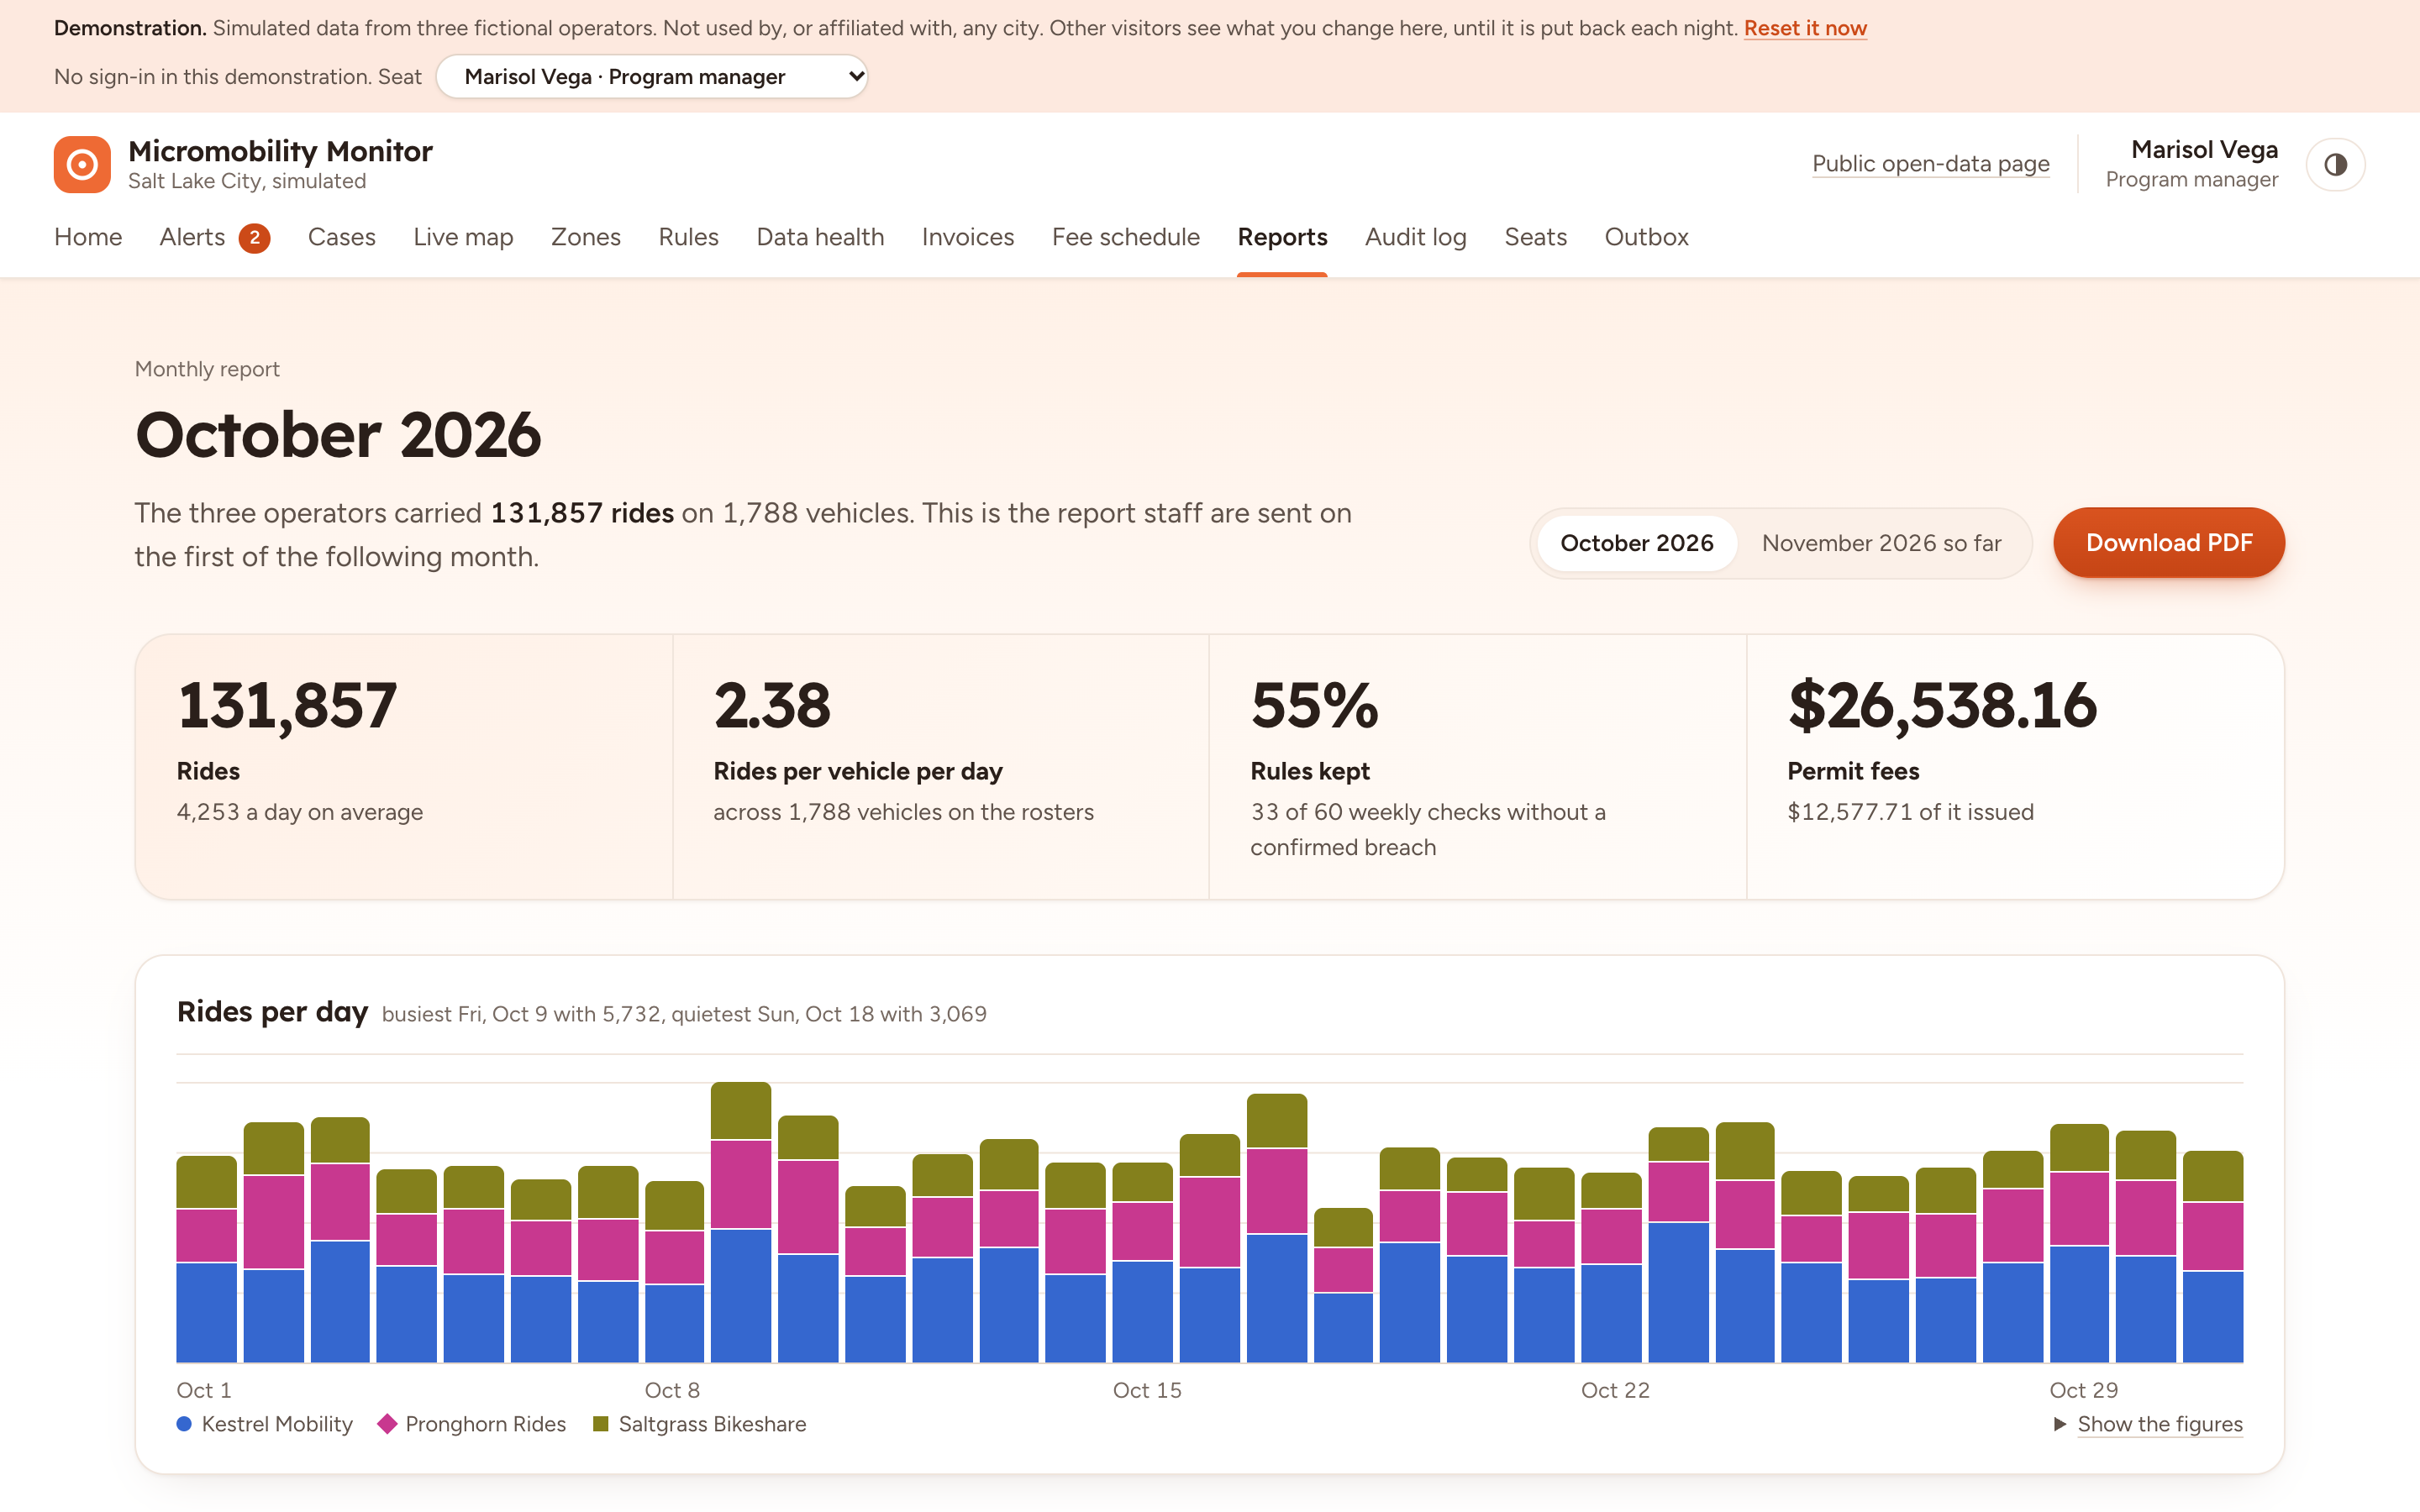 Demonstration. Simulated data from three fictional operators. Not used by, or affiliated with, any city. Other visitors see what you change here, until it is put back each night. Reset it now
No sign-in in this demonstration. Seat Marisol Vega · Program manager
Micromobility Monitor
Salt Lake City, simulated
Public open-data page
Marisol Vega
Program manager
Home Alerts 2 Cases Live map Zones Rules Data health Invoices Fee schedule Reports Audit log Seats Outbox
Monthly report
October 2026
The three operators carried 131,857 rides on 1,788 vehicles. This is the report staff are sent on
the first of the following month.
October 2026 November 2026 so far Download PDF
131,857
Rides
4,253 a day on average
2.38
Rides per vehicle per day
across 1,788 vehicles on the rosters
55%
Rules kept
33 of 60 weekly checks without a
confirmed breach
$26,538.16
Permit fees
$12,577.71 of it issued
Rides per day busiest Fri, Oct 9 with 5,732, quietest Sun, Oct 18 with 3,069
Oct 1 Oct 8 Oct 15 Oct 22 Oct 29
Kestrel Mobility Pronghorn Rides Saltgrass Bikeshare Show the figures